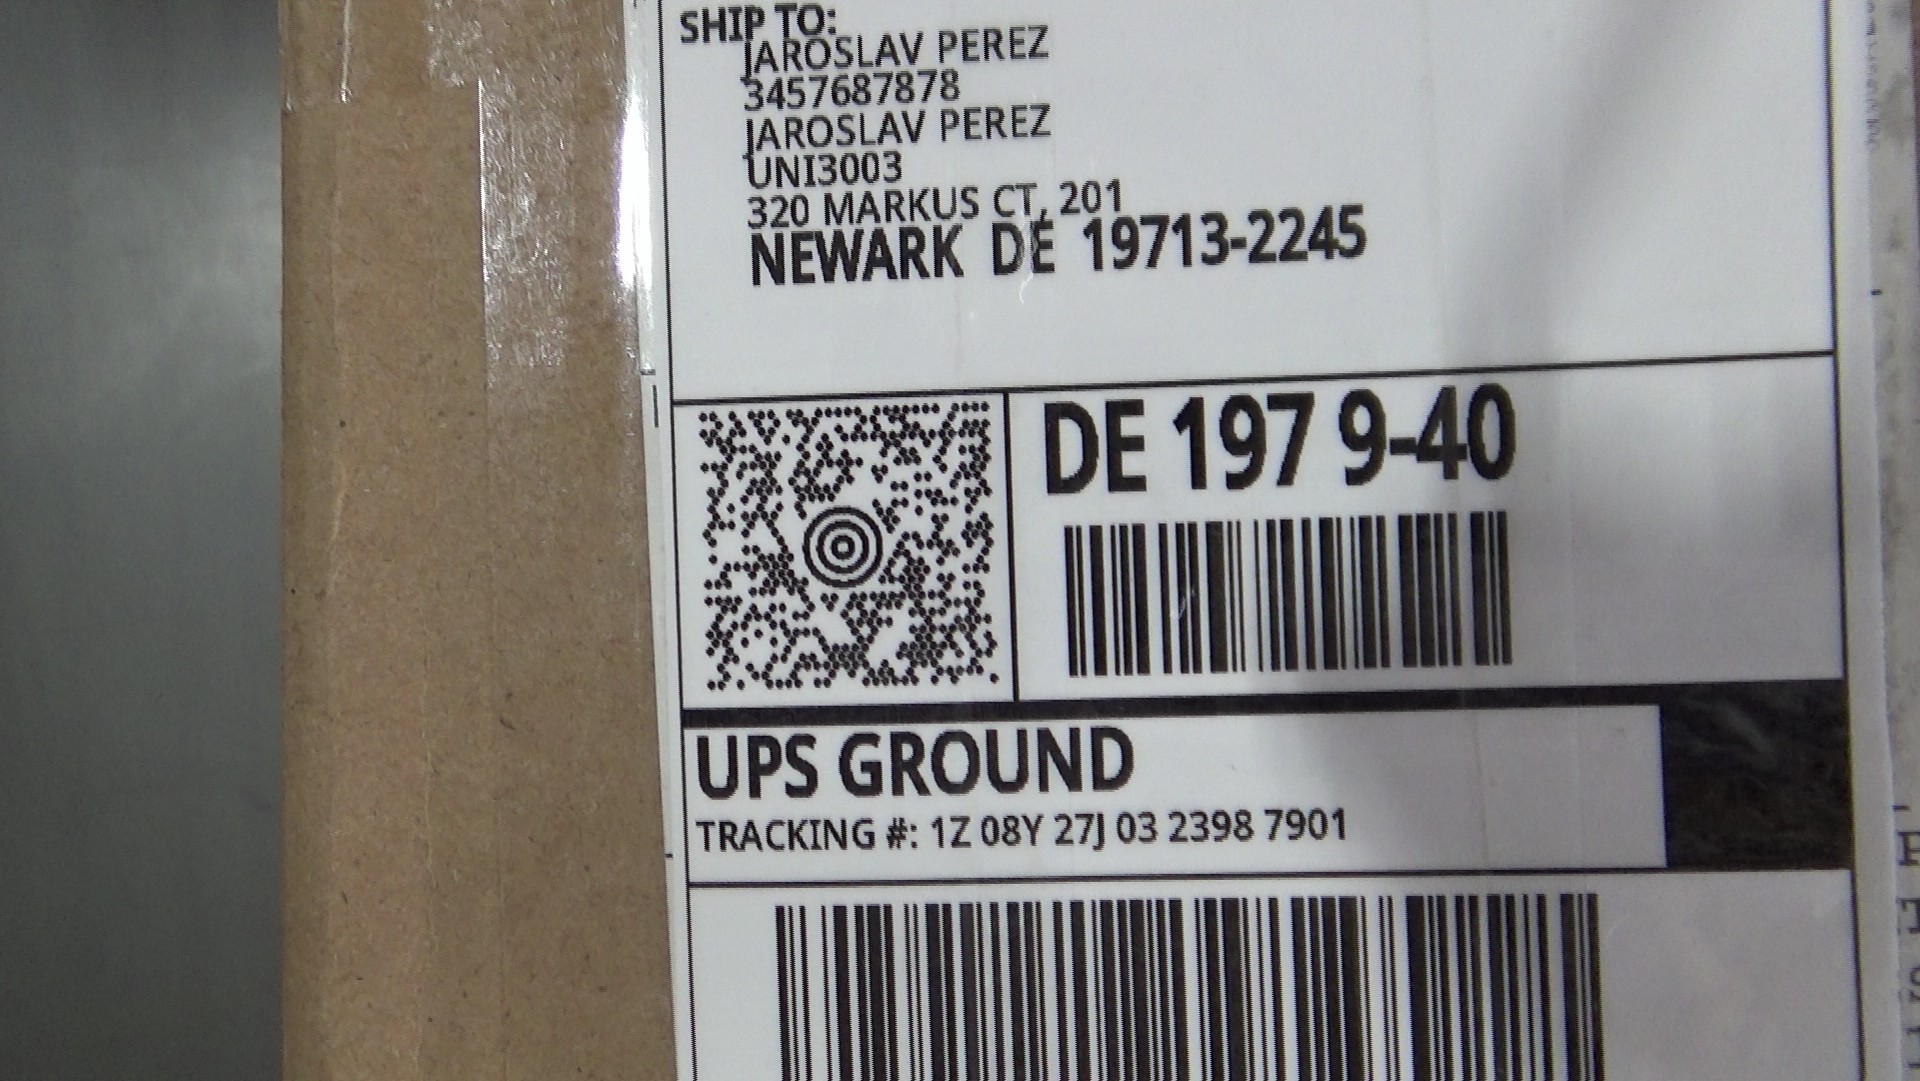 SHIP TO:
JAROSLAV PEREZ
3457687878
JAROSLAV PEREZ
UNI3003
320 MARKUS CT, 201
NEWARK DE 19713-2245
DE 197 9-40
UPS GROUND
TRACKING #: 1Z 08Y 27J 03 2398 7901